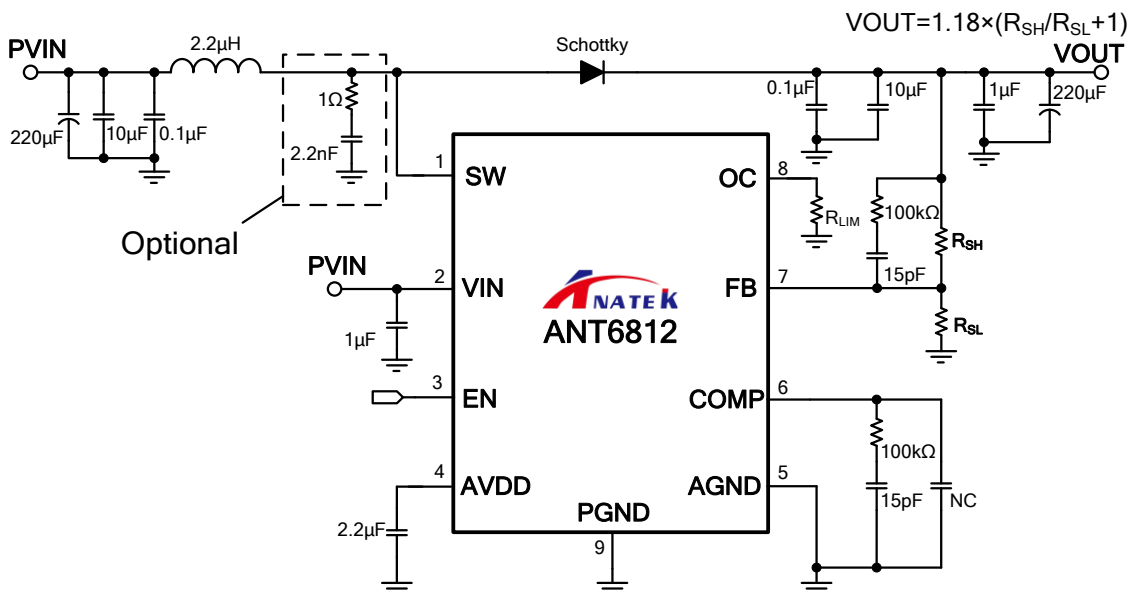 VOUT=1.18×(RSH/RSL+1)
PVIN
2.2μH
Schottky
VOUT
220μF
10μF
0.1μF
1Ω
2.2nF
0.1μF
10μF
1μF
220μF
Optional
1
SW
OC
8
RLIM
100kΩ
RSH
15pF
PVIN
2
VIN
FB
7
1μF
RSL
ANATEK
ANT6812
3
EN
COMP
6
100kΩ
15pF
NC
4
AVDD
AGND
5
2.2μF
PGND
9